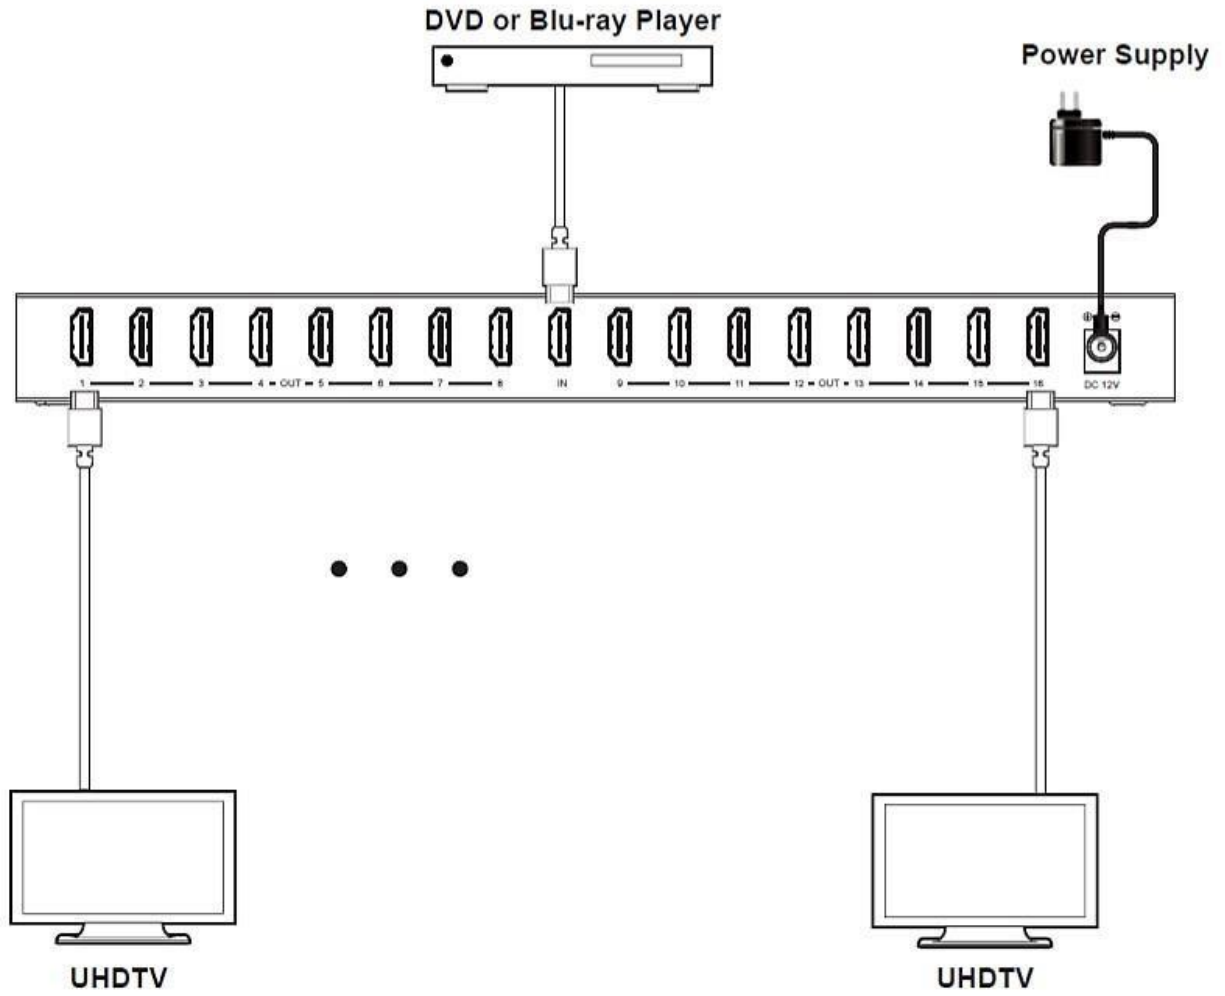 DVD or Blu-ray Player
Power Supply
1 2 3 4 OUT 5 6 7 8 IN 9 10 11 12 OUT 13 14 15 16 DC 12V
UHDTV UHDTV